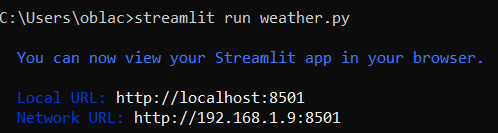 C:\Users\oblac>streamlit run weather.py
You can now view your Streamlit app in your browser.
Local URL: http://localhost:8501
Network URL: http://192.168.1.9:8501